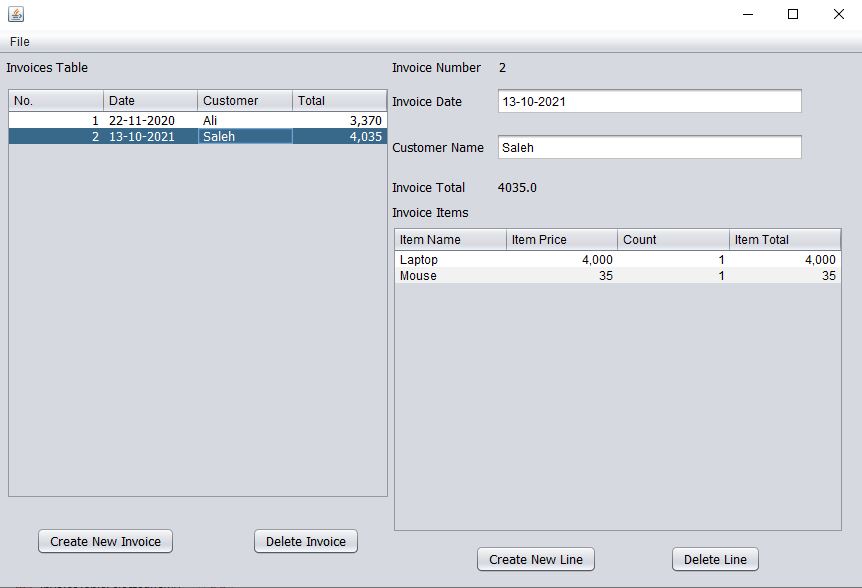 File
Invoices Table
No. Date Customer Total
1 22-11-2020 Ali 3,370
2 13-10-2021 Saleh 4,035
Create New Invoice Delete Invoice
Invoice Number 2
Invoice Date 13-10-2021
Customer Name Saleh
Invoice Total 4035.0
Invoice Items
Item Name Item Price Count Item Total
Laptop 4,000 1 4,000
Mouse 35 1 35
Create New Line Delete Line